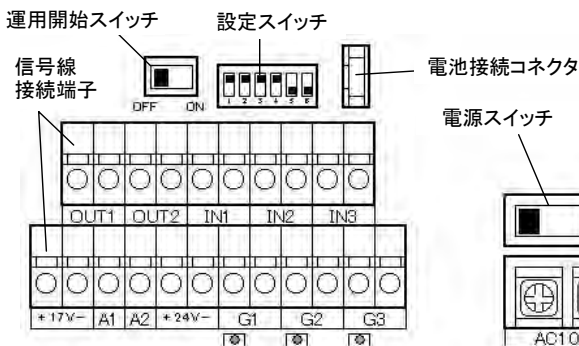 運用開始スイッチ
設定スイッチ
信号線
接続端子
電池接続コネクタ
電源スイッチ
OFF ON
1 2 3 4 5 6
OUT1 OUT2 IN1 IN2 IN3
+17V- A1 A2 +24V- G1 G2 G3
AC10